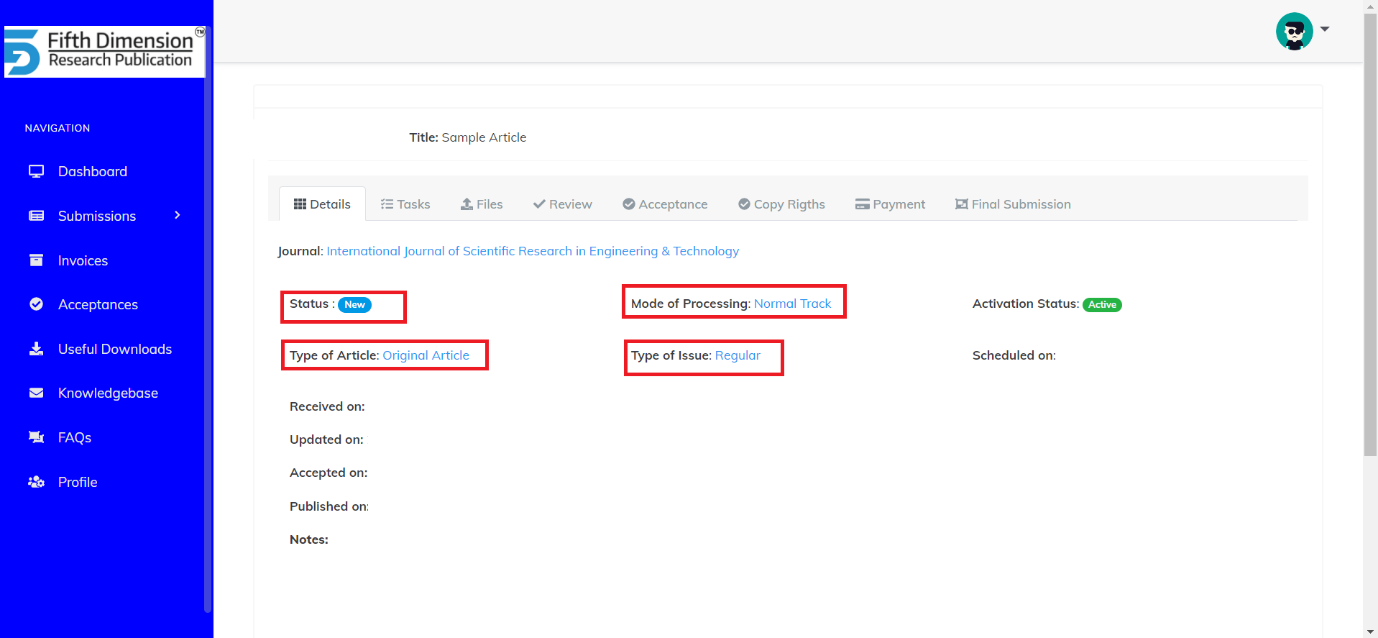 Fifth Dimension TM
Research Publication
NAVIGATION
Dashboard
Submissions
Invoices
Acceptances
Useful Downloads
Knowledgebase
FAQs
Profile
Title: Sample Article
Details Tasks Files Review Acceptance Copy Rigths Payment Final Submission
Journal: International Journal of Scientific Research in Engineering & Technology
Status : New Mode of Processing: Normal Track Activation Status: Active
Type of Article: Original Article Type of Issue: Regular Scheduled on:
Received on:
Updated on:
Accepted on:
Published on:
Notes: